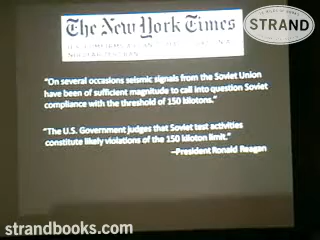 The New York Times
STRAND
"On several occasions seismic signals from the Soviet Union
have been of sufficient magnitude to call into question Soviet
compliance with the threshold of 150 kilotons."
"The U.S. Government judges that Soviet test activities
constitute likely violations of the 150 kiloton limit."
–President Ronald Reagan
strandbooks.com